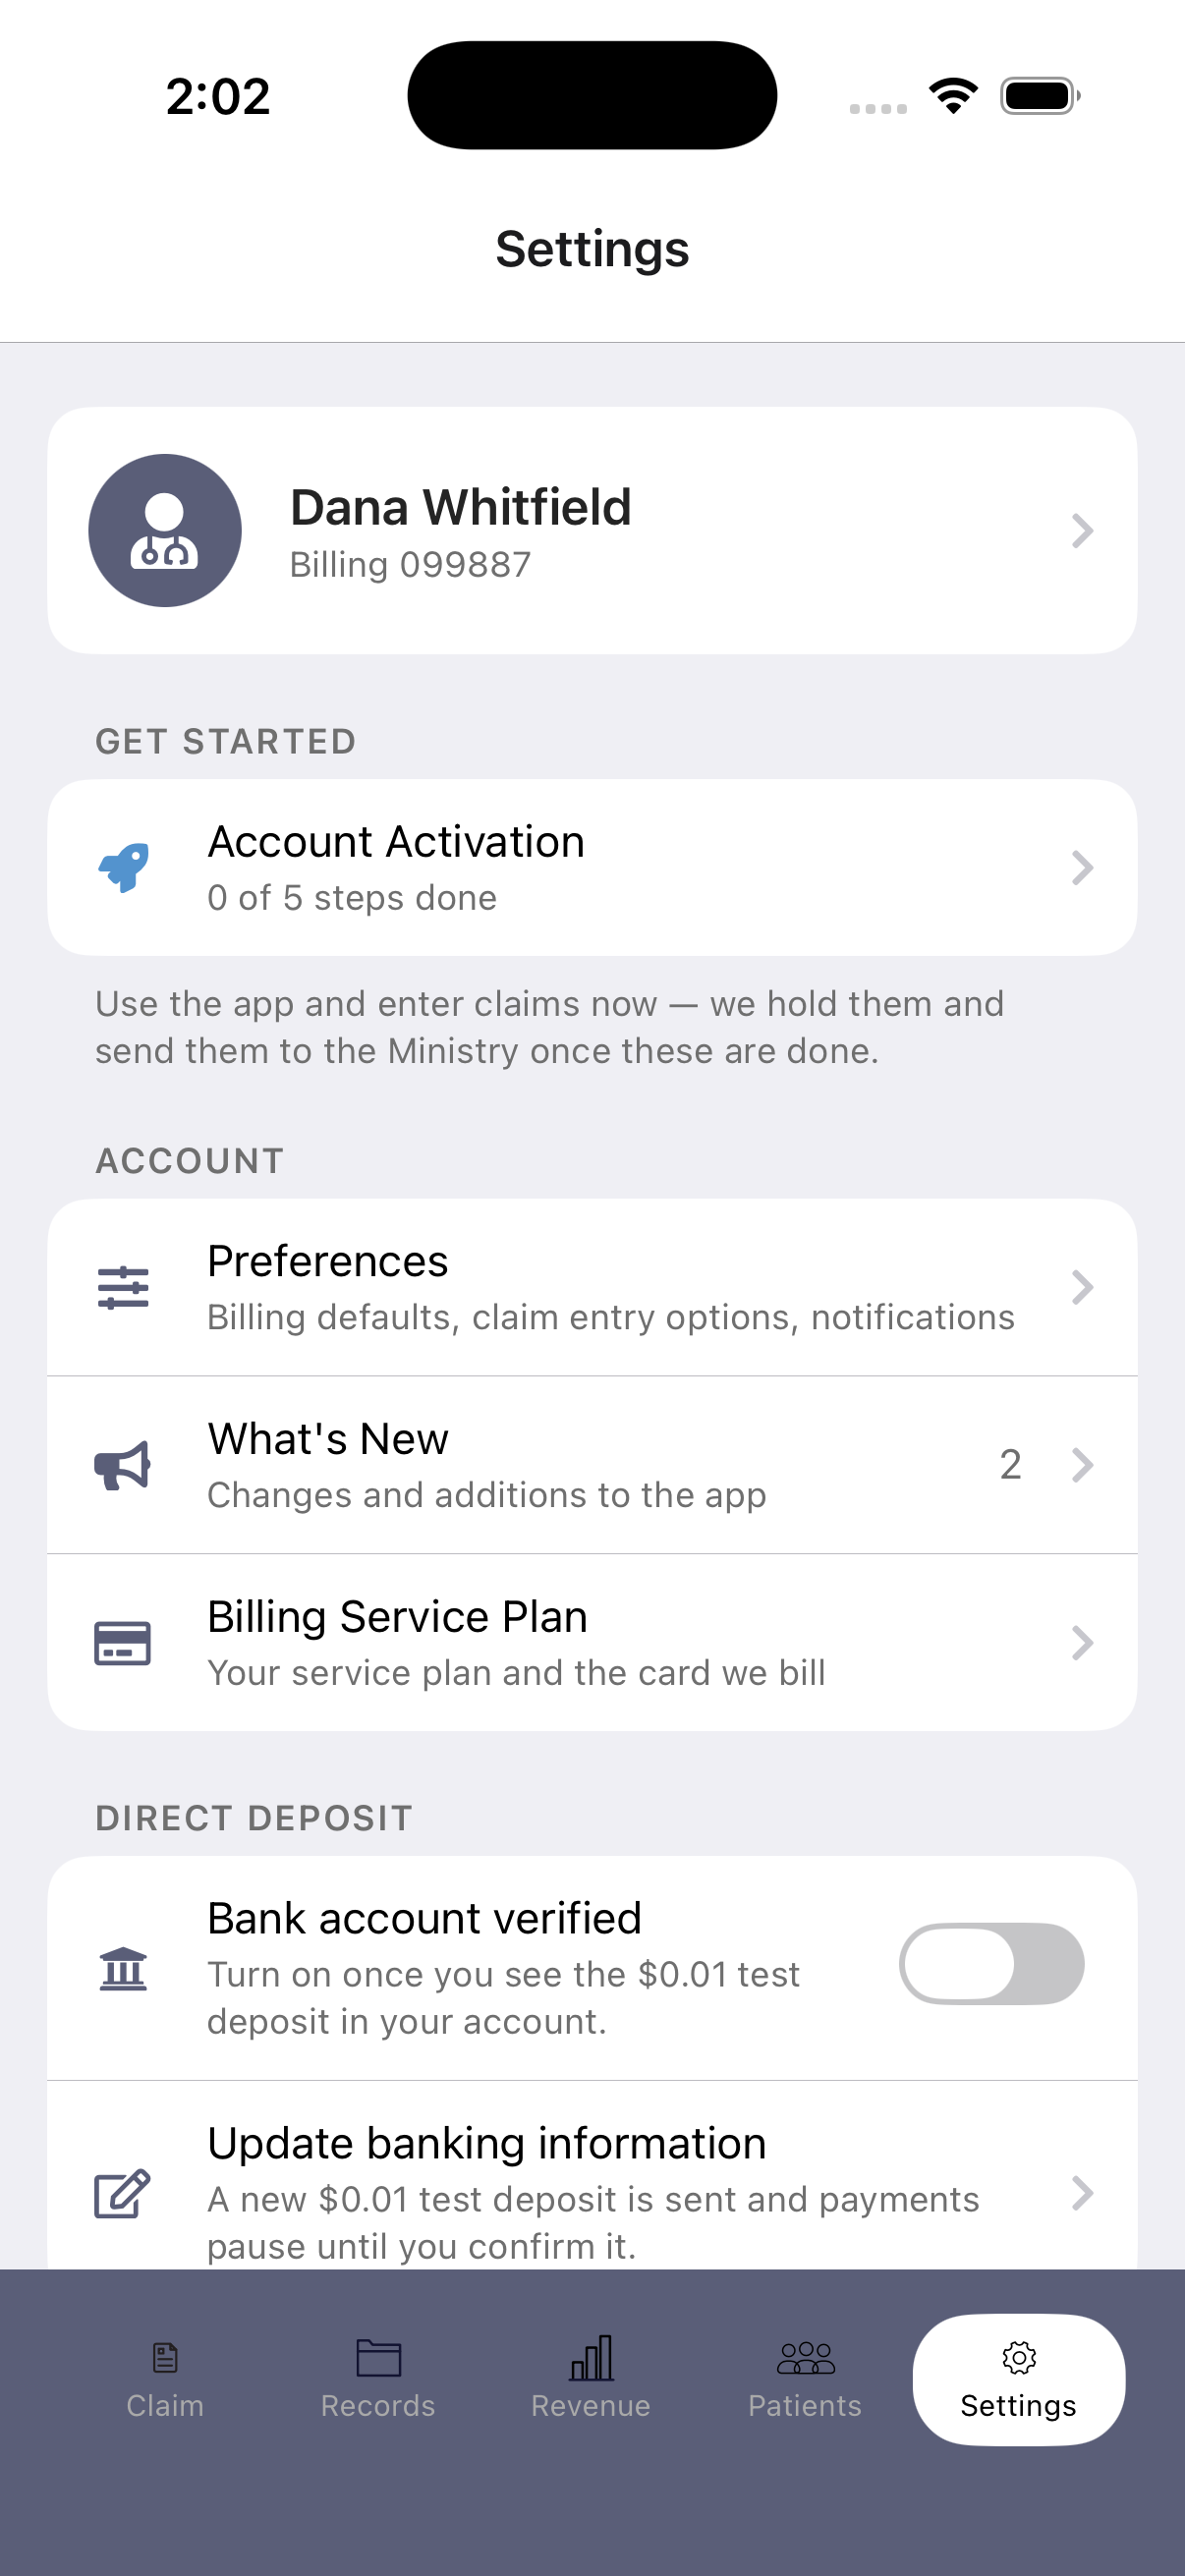 2:02
Settings
Dana Whitfield
Billing 099887
GET STARTED
Account Activation
0 of 5 steps done
Use the app and enter claims now — we hold them and
send them to the Ministry once these are done.
ACCOUNT
Preferences
Billing defaults, claim entry options, notifications
What's New
2
Changes and additions to the app
Billing Service Plan
Your service plan and the card we bill
DIRECT DEPOSIT
Bank account verified
Turn on once you see the $0.01 test
deposit in your account.
Update banking information
A new $0.01 test deposit is sent and payments
pause until you confirm it.
Claim
Records
Revenue
Patients
Settings